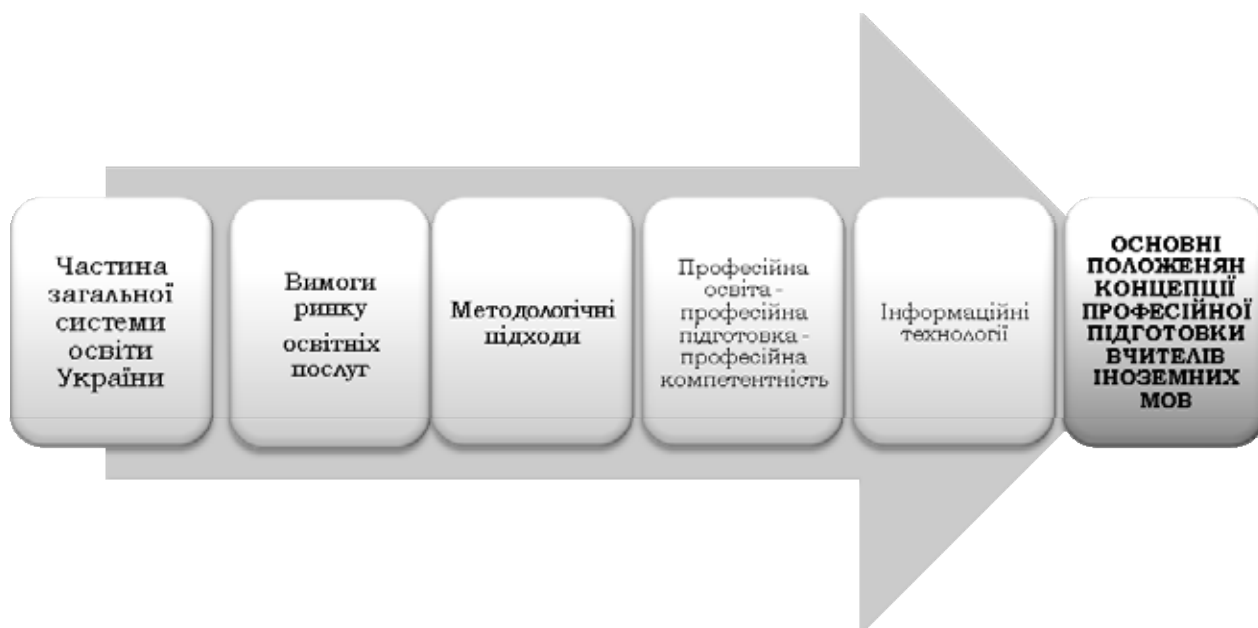 Частина
загальної
системи
освіти
України
Вимоги
ринку
освітніх
послуг
Методологічні
підходи
Професійна
освіта -
професійна
підготовка -
професійна
компетентність
Інформаційні
технології
ОСНОВНІ
ПОЛОЖЕНЯН
КОНЦЕПЦІЇ
ПРОФЕСІЙНОЇ
ПІДГОТОВКИ
ВЧИТЕЛІВ
ІНОЗЕМНИХ
МОВ